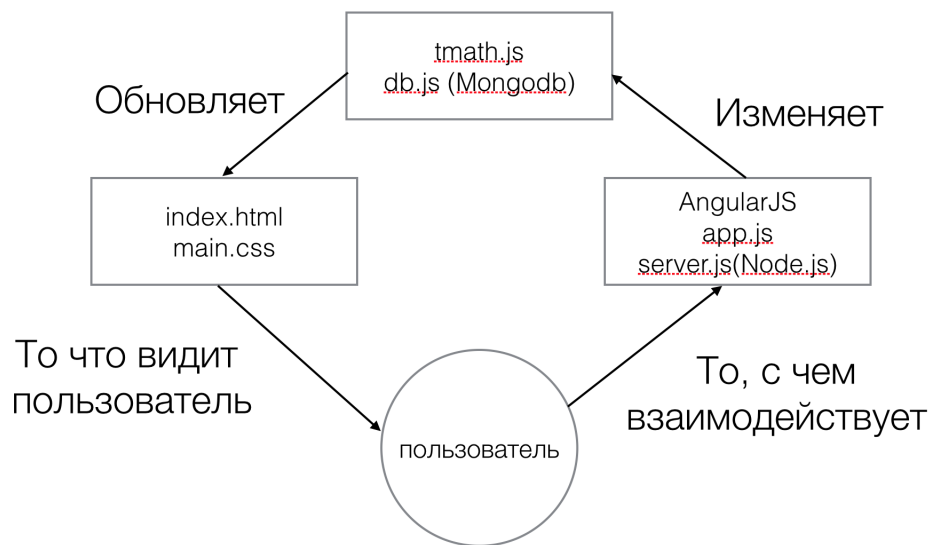 tmath.js
db.js (Mongodb)
Обновляет
Изменяет
index.html
main.css
AngularJS
app.js
server.js(Node.js)
То что видит
пользователь
То, с чем
взаимодействует
пользователь